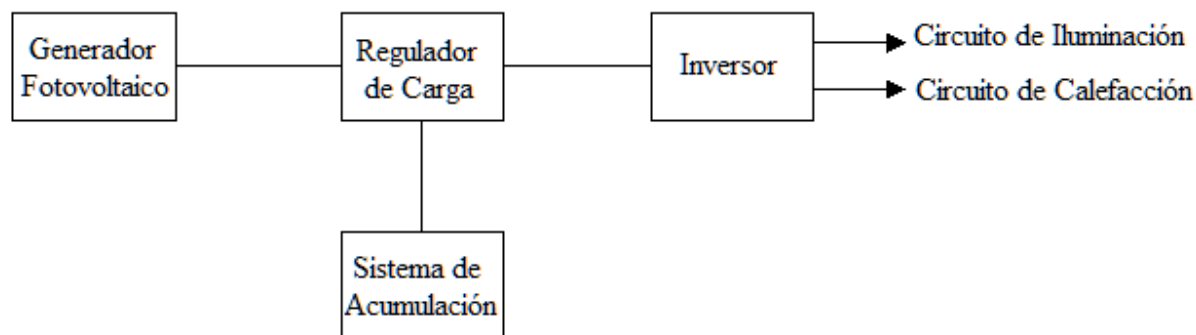 Generador
Fotovoltaico
Regulador
de Carga
Inversor
Circuito de Iluminación
Circuito de Calefacción
Sistema de
Acumulación